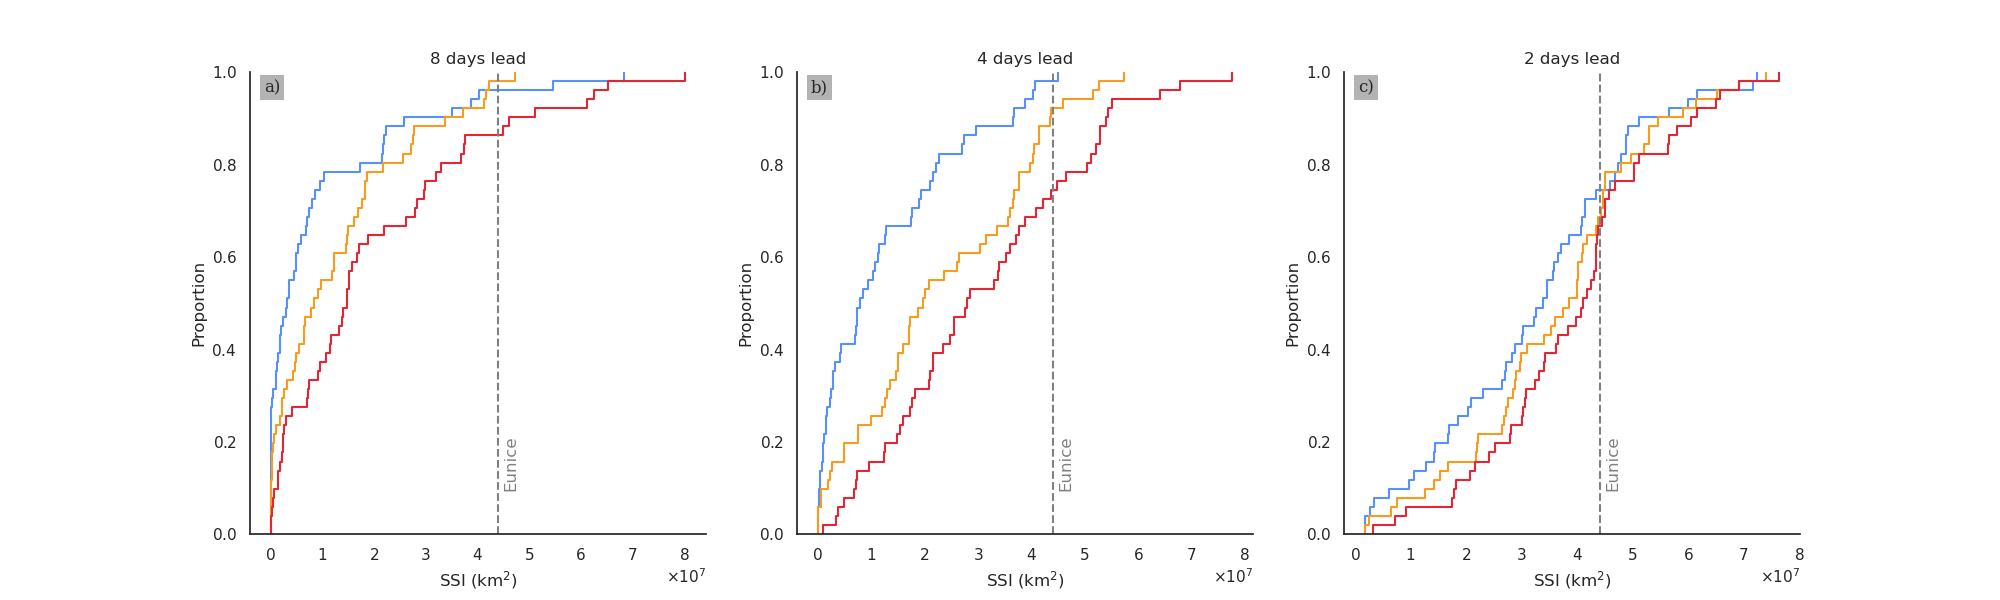 8 days lead
a)
1.0
0.8
0.6
0.4
0.2
0.0
Proportion
Eunice
0 1 2 3 4 5 6 7 8
×10⁷
SSI (km²)
4 days lead
b)
1.0
0.8
0.6
0.4
0.2
0.0
Proportion
Eunice
0 1 2 3 4 5 6 7 8
×10⁷
SSI (km²)
2 days lead
c)
1.0
0.8
0.6
0.4
0.2
0.0
Proportion
Eunice
0 1 2 3 4 5 6 7 8
×10⁷
SSI (km²)